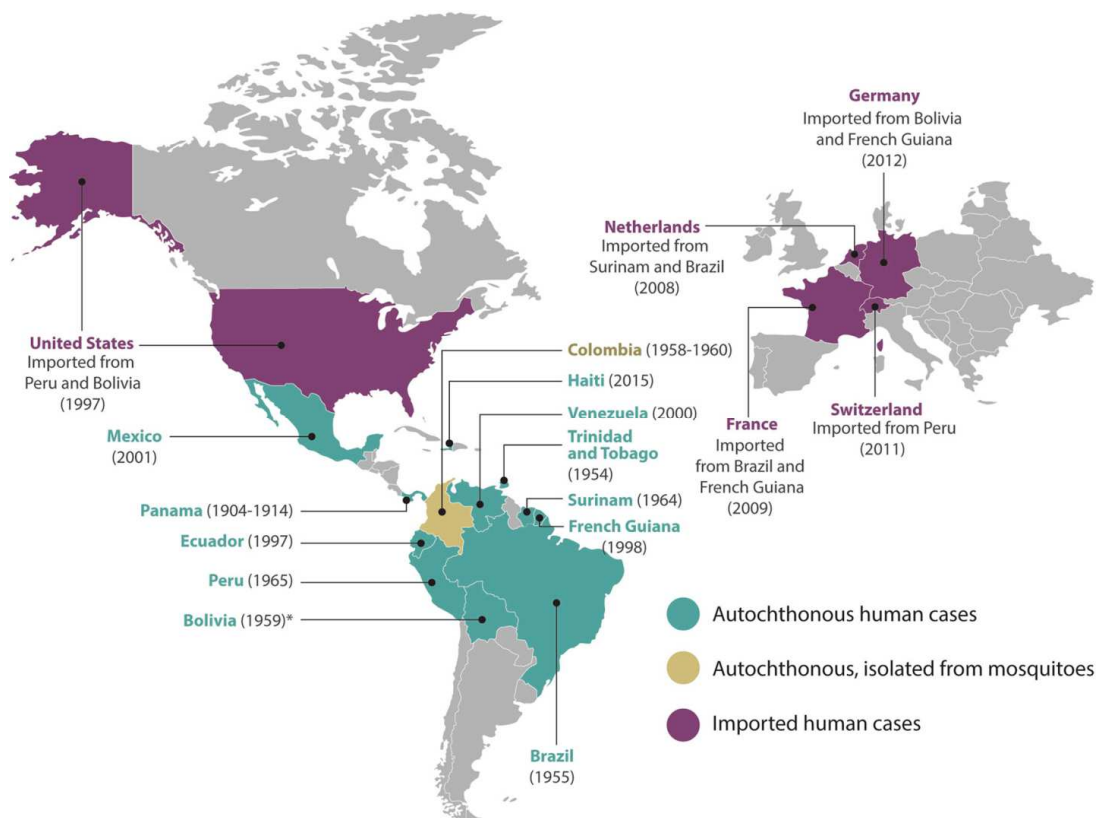 Germany
Imported from Bolivia
and French Guiana
(2012)
Netherlands
Imported from
Surinam and Brazil
(2008)
United States
Imported from
Peru and Bolivia
(1997)
Colombia (1958-1960)
Haiti (2015)
Venezuela (2000)
Trinidad
and Tobago
(1954)
Surinam (1964)
French Guiana
(1998)
France
Imported
from Brazil and
French Guiana
(2009)
Switzerland
Imported from Peru
(2011)
Mexico
(2001)
Panama (1904-1914)
Ecuador (1997)
Peru (1965)
Bolivia (1959)*
Brazil
(1955)
Autochthonous human cases
Autochthonous, isolated from mosquitoes
Imported human cases